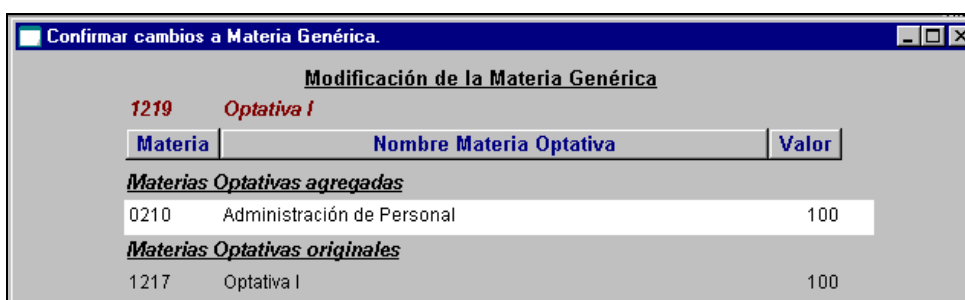 Confirmar cambios a Materia Genérica.
Modificación de la Materia Genérica
1219 Optativa I
Materia Nombre Materia Optativa Valor
Materias Optativas agregadas
0210 Administración de Personal 100
Materias Optativas originales
1217 Optativa I 100